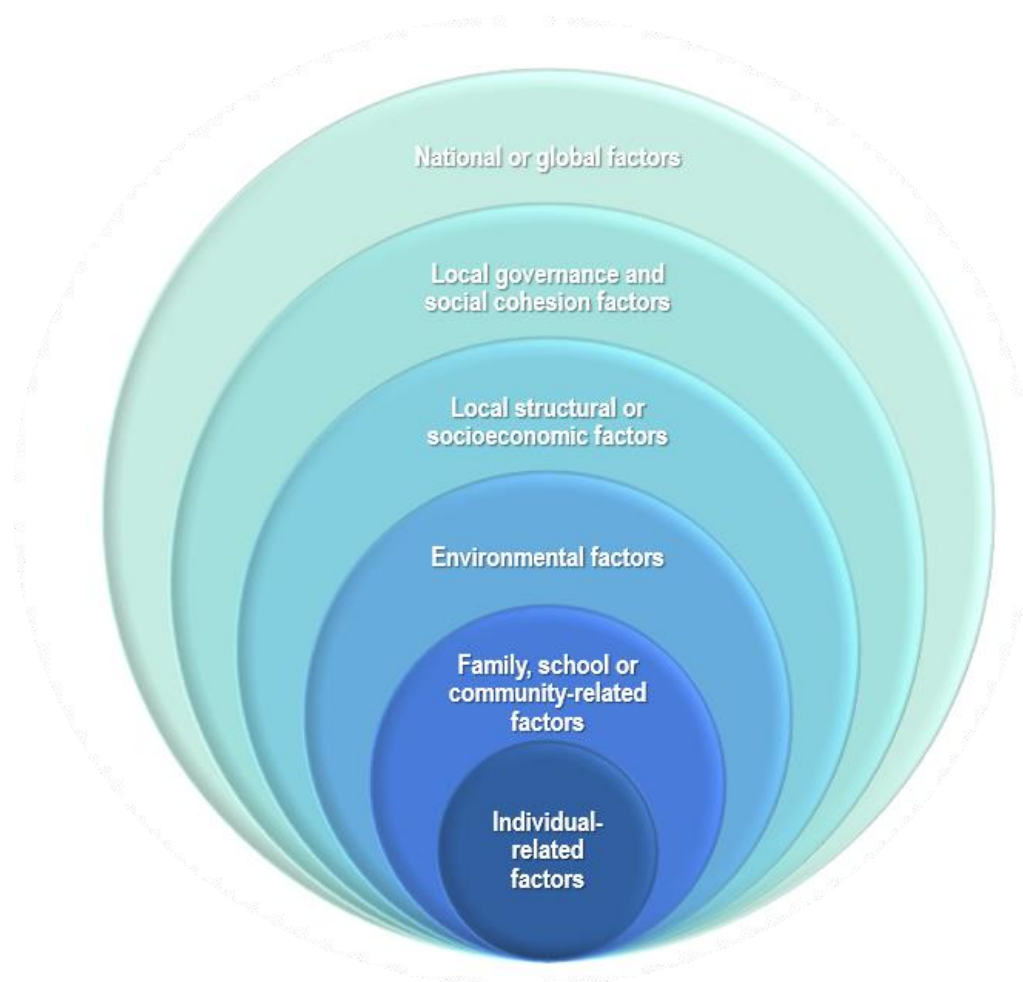 National or global factors
Local governance and
social cohesion factors
Local structural or
socioeconomic factors
Environmental factors
Family, school or
community-related
factors
Individual-
related
factors